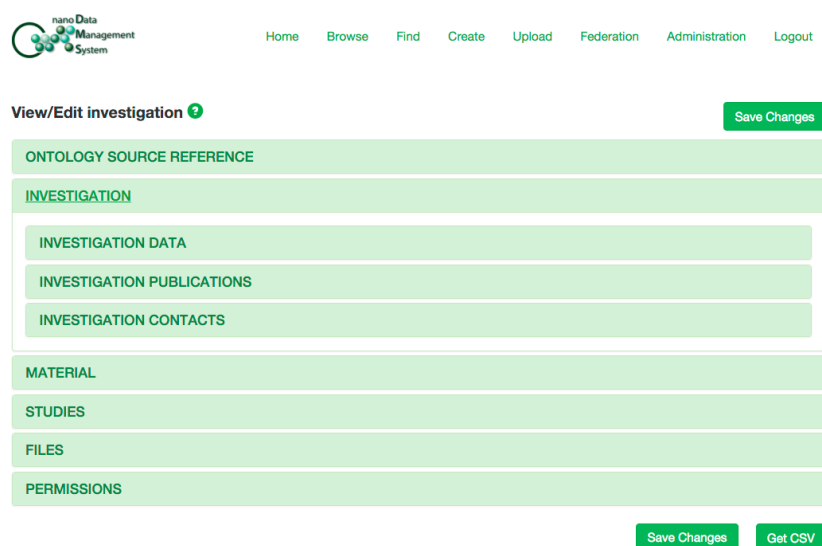 nano Data
Management
System
Home Browse Find Create Upload Federation Administration Logout
View/Edit investigation ?
Save Changes
ONTOLOGY SOURCE REFERENCE
INVESTIGATION
INVESTIGATION DATA
INVESTIGATION PUBLICATIONS
INVESTIGATION CONTACTS
MATERIAL
STUDIES
FILES
PERMISSIONS
Save Changes Get CSV